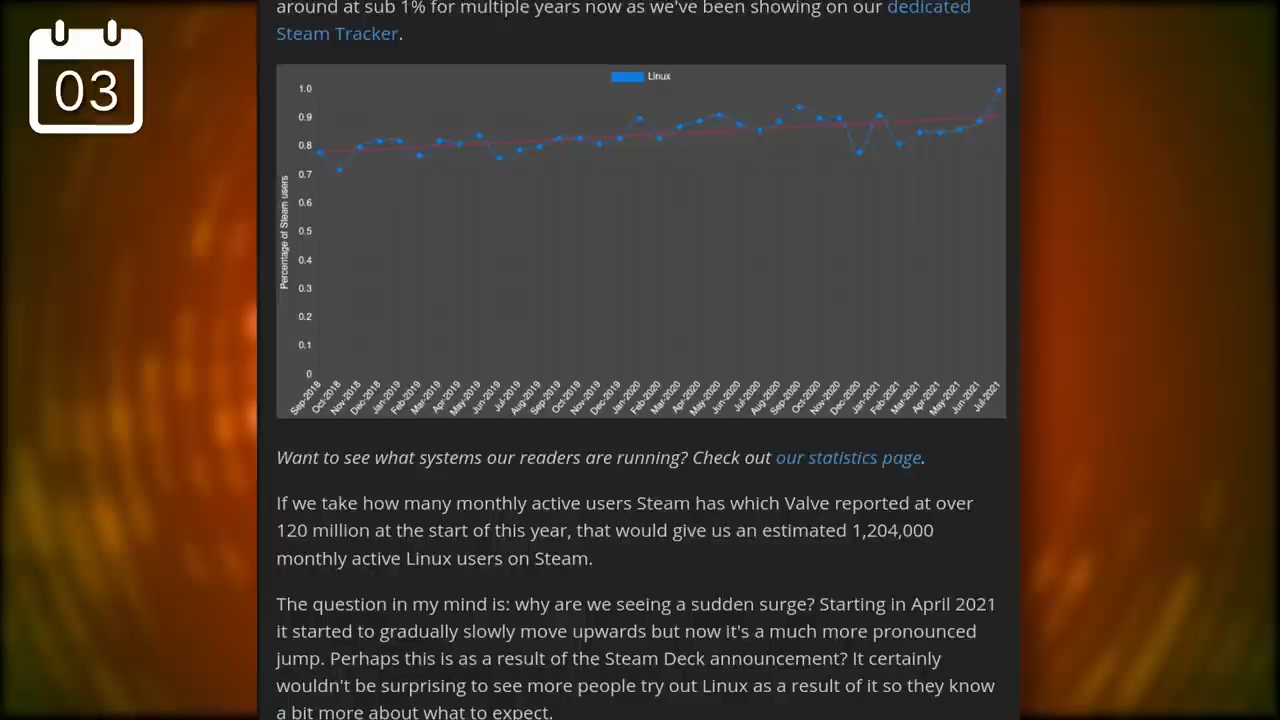 around at sub 1% for multiple years now as we've been showing on our dedicated
Steam Tracker.
03
Linux
1.0
0.9
0.8
0.7
0.6
0.5
0.4
0.3
0.2
0.1
0
Percentage of Steam users
Sep-2018
Oct-2018
Nov-2018
Dec-2018
Jan-2019
Feb-2019
Mar-2019
Apr-2019
May-2019
Jun-2019
Jul-2019
Aug-2019
Sep-2019
Oct-2019
Nov-2019
Dec-2019
Jan-2020
Feb-2020
Mar-2020
Apr-2020
May-2020
Jun-2020
Jul-2020
Aug-2020
Sep-2020
Oct-2020
Nov-2020
Dec-2020
Jan-2021
Feb-2021
Mar-2021
Apr-2021
May-2021
Jun-2021
Jul-2021
Want to see what systems our readers are running? Check out our statistics page.
If we take how many monthly active users Steam has which Valve reported at over
120 million at the start of this year, that would give us an estimated 1,204,000
monthly active Linux users on Steam.
The question in my mind is: why are we seeing a sudden surge? Starting in April 2021
it started to gradually slowly move upwards but now it's a much more pronounced
jump. Perhaps this is as a result of the Steam Deck announcement? It certainly
wouldn't be surprising to see more people try out Linux as a result of it so they know
a bit more about what to expect.